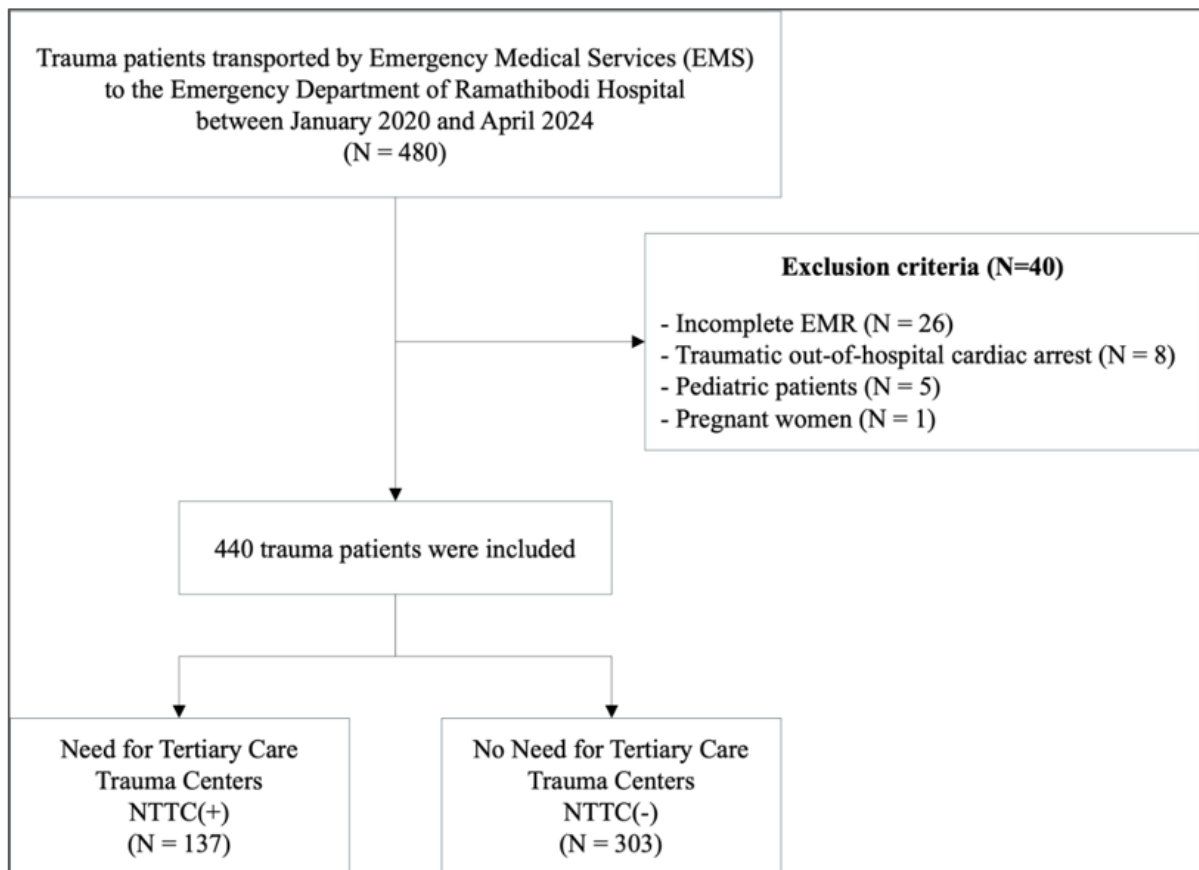 Trauma patients transported by Emergency Medical Services (EMS)
to the Emergency Department of Ramathibodi Hospital
between January 2020 and April 2024
(N = 480)
Exclusion criteria (N=40)
- Incomplete EMR (N = 26)
- Traumatic out-of-hospital cardiac arrest (N = 8)
- Pediatric patients (N = 5)
- Pregnant women (N = 1)
440 trauma patients were included
Need for Tertiary Care
Trauma Centers
NTTC(+)
(N = 137)
No Need for Tertiary Care
Trauma Centers
NTTC(-)
(N = 303)